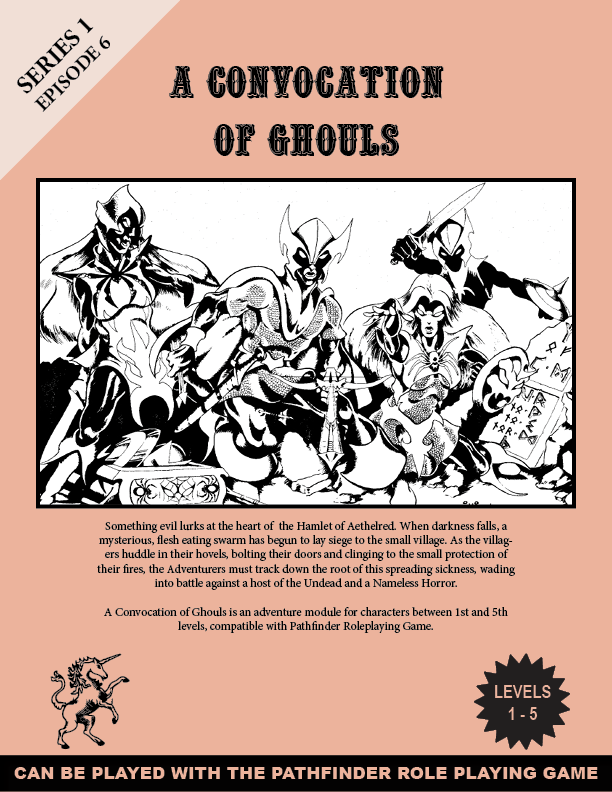 SERIES 1
EPISODE 6
A CONVOCATION
OF GHOULS
Something evil lurks at the heart of the Hamlet of Aethelred. When darkness falls, a
mysterious, flesh eating swarm has begun to lay siege to the small village. As the villag-
ers huddle in their hovels, bolting their doors and clinging to the small protection of
their fires, the Adventurers must track down the root of this spreading sickness, wading
into battle against a host of the Undead and a Nameless Horror.
A Convocation of Ghouls is an adventure module for characters between 1st and 5th
levels, compatible with Pathfinder Roleplaying Game.
LEVELS
1 - 5
CAN BE PLAYED WITH THE PATHFINDER ROLE PLAYING GAME